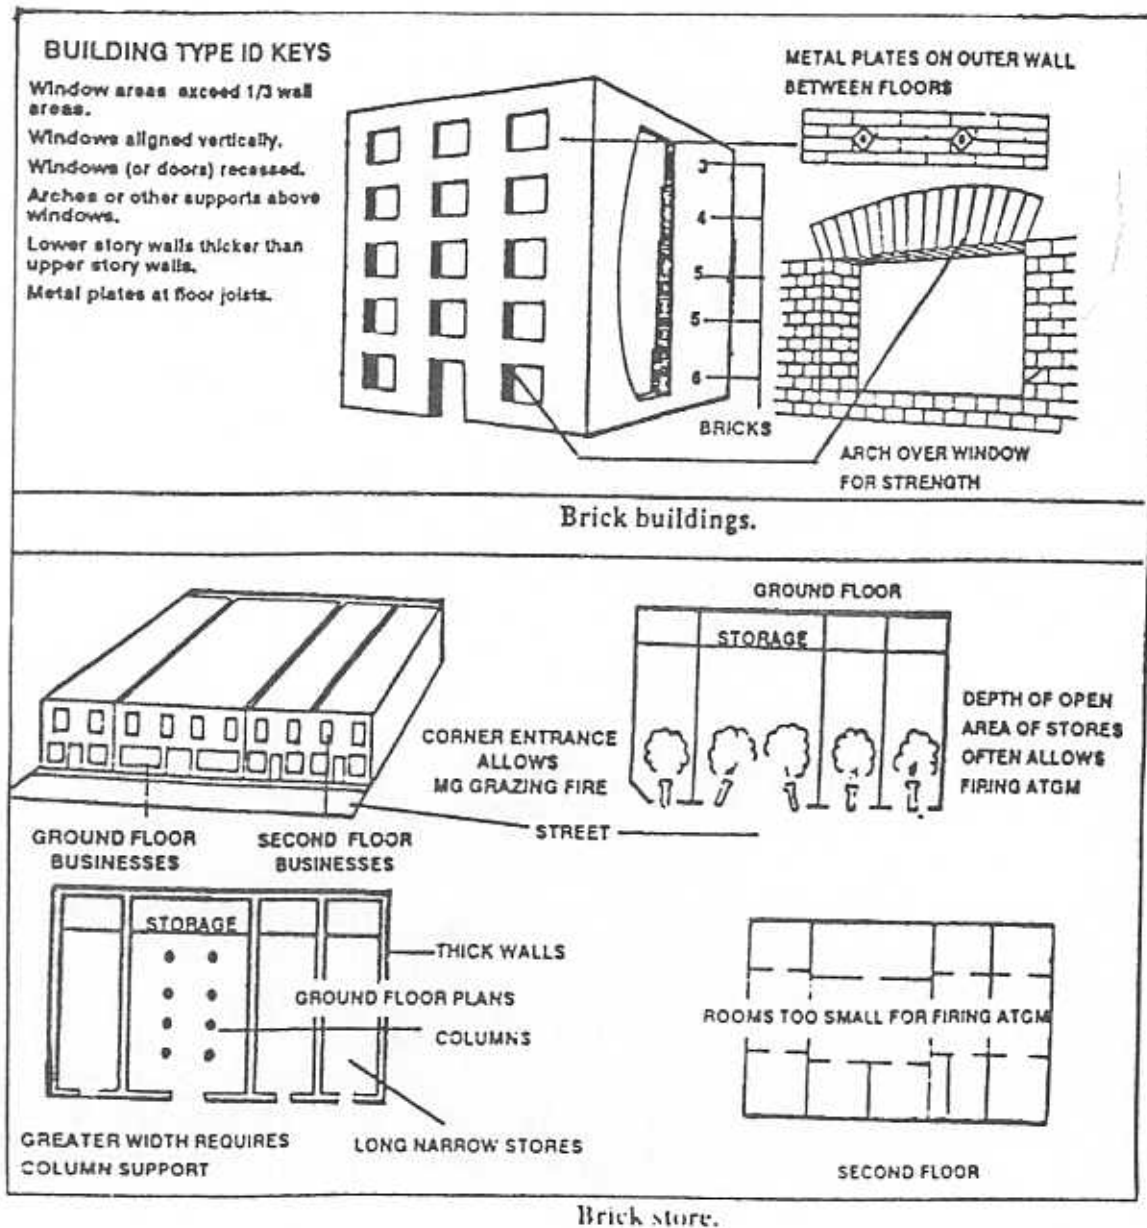 BUILDING TYPE ID KEYS
Window areas exceed 1/3 wall
areas.
Windows aligned vertically.
Windows (or doors) recessed.
Arches or other supports above
windows.
Lower story walls thicker than
upper story walls.
Metal plates at floor joists.
METAL PLATES ON OUTER WALL
BETWEEN FLOORS
3
4
5
5
6
BRICKS
ARCH OVER WINDOW
FOR STRENGTH
Brick buildings.
GROUND FLOOR
STORAGE
CORNER ENTRANCE
ALLOWS
MG GRAZING FIRE
DEPTH OF OPEN
AREA OF STORES
OFTEN ALLOWS
FIRING ATGM
STREET
GROUND FLOOR
BUSINESSES
SECOND FLOOR
BUSINESSES
STORAGE
THICK WALLS
GROUND FLOOR PLANS
COLUMNS
GREATER WIDTH REQUIRES
COLUMN SUPPORT
LONG NARROW STORES
ROOMS TOO SMALL FOR FIRING ATGM
SECOND FLOOR
Brick store.